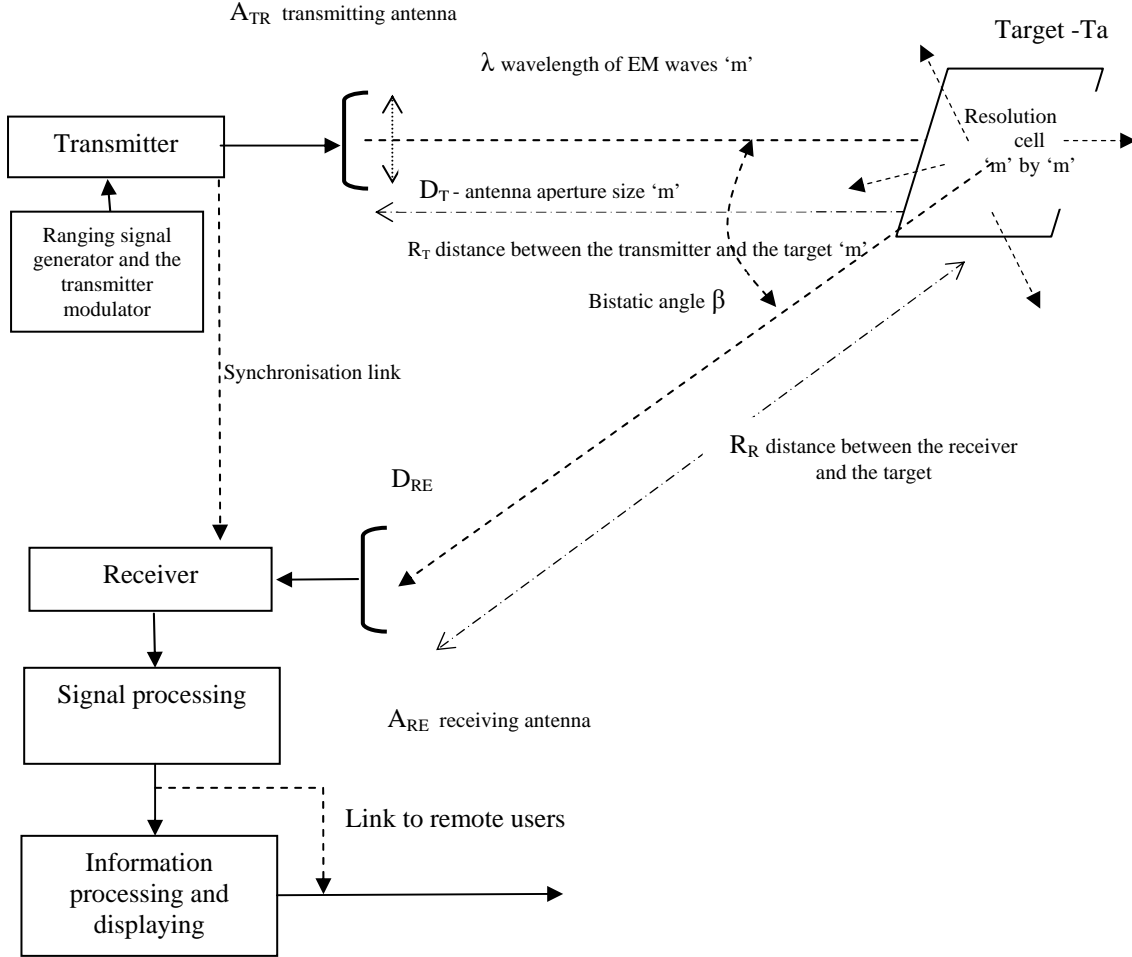 A_TR transmitting antenna
Target -Ta
λ wavelength of EM waves ‘m’
Transmitter
Resolution
cell
‘m’ by ‘m’
D_T - antenna aperture size ‘m’
Ranging signal
generator and the
transmitter
modulator
R_T distance between the transmitter and the target ‘m’
Bistatic angle β
Synchronisation link
R_R distance between the receiver
and the target
D_RE
Receiver
Signal processing
A_RE receiving antenna
Link to remote users
Information
processing and
displaying